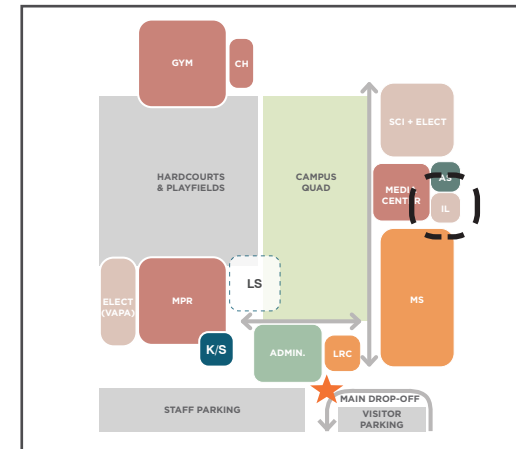 GYM
CH
SCI + ELECT
HARDCOURTS
& PLAYFIELDS
CAMPUS
QUAD
MEDIA
CENTER
AS
IL
ELECT
(VAPA)
MPR
LS
MS
K/S
ADMIN.
LRC
STAFF PARKING
MAIN DROP-OFF
VISITOR
PARKING